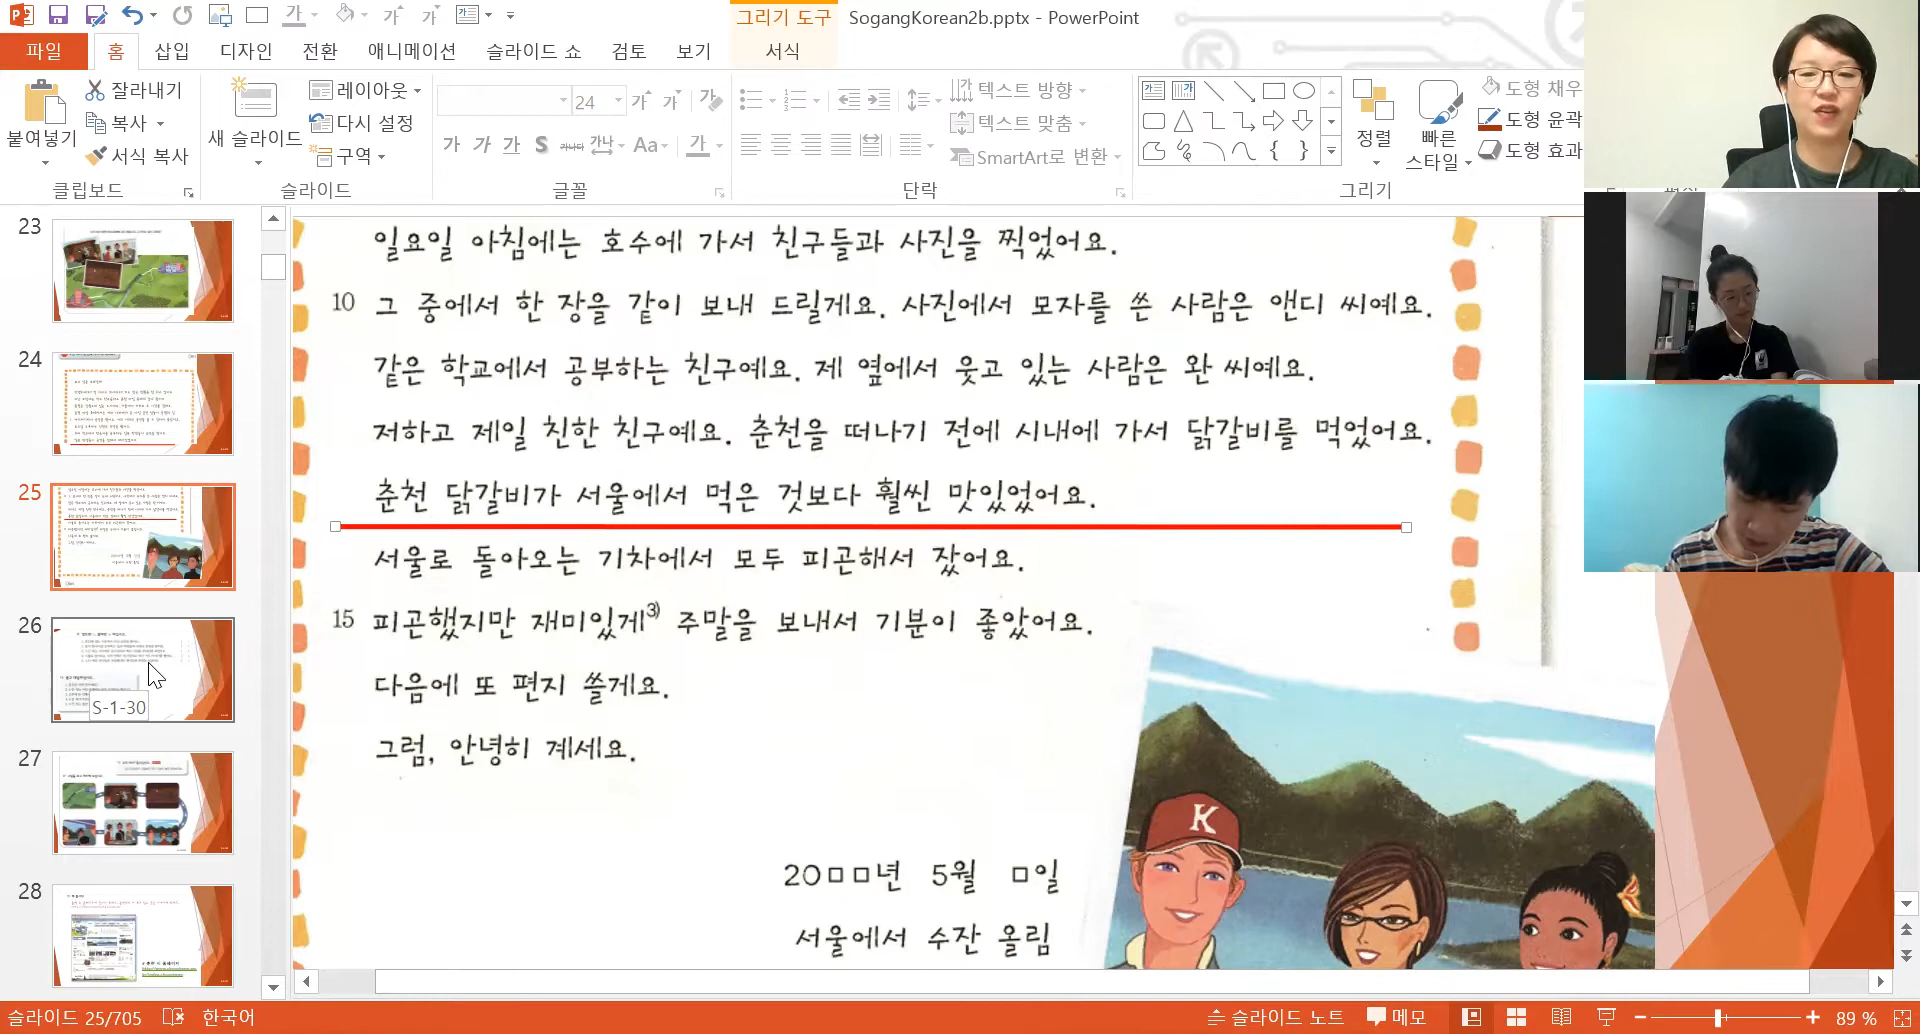 그리기 도구
SogangKorean2b.pptx - PowerPoint
파일 홈 삽입 디자인 전환 애니메이션 슬라이드 쇼 검토 보기 서식
붙여넣기
잘라내기
복사
서식 복사
클립보드
새 슬라이드
레이아웃
다시 설정
구역
슬라이드
24
가 가 가 S 가나다 가나 Aa 가
글꼴
텍스트 방향
텍스트 맞춤
SmartArt로 변환
단락
정렬
빠른
스타일
도형 채우
도형 윤곽
도형 효과
그리기
23
24
25
26
S-1-30
27
28
일요일 아침에는 호수에 가서 친구들과 사진을 찍었어요.
10 그 중에서 한 장을 같이 보내 드릴게요. 사진에서 모자를 쓴 사람은 앤디 씨예요.
같은 학교에서 공부하는 친구예요. 제 옆에서 웃고 있는 사람은 완 씨예요.
저하고 제일 친한 친구예요. 춘천을 떠나기 전에 시내에 가서 닭갈비를 먹었어요.
춘천 닭갈비가 서울에서 먹은 것보다 훨씬 맛있었어요.
서울로 돌아오는 기차에서 모두 피곤해서 잤어요.
15 피곤했지만 재미있게3) 주말을 보내서 기분이 좋았어요.
다음에 또 편지 쓸게요.
그럼, 안녕히 계세요.
20□□년 5월 □일
서울에서 수잔 올림
K
슬라이드 25/705 한국어
슬라이드 노트 메모 89 %